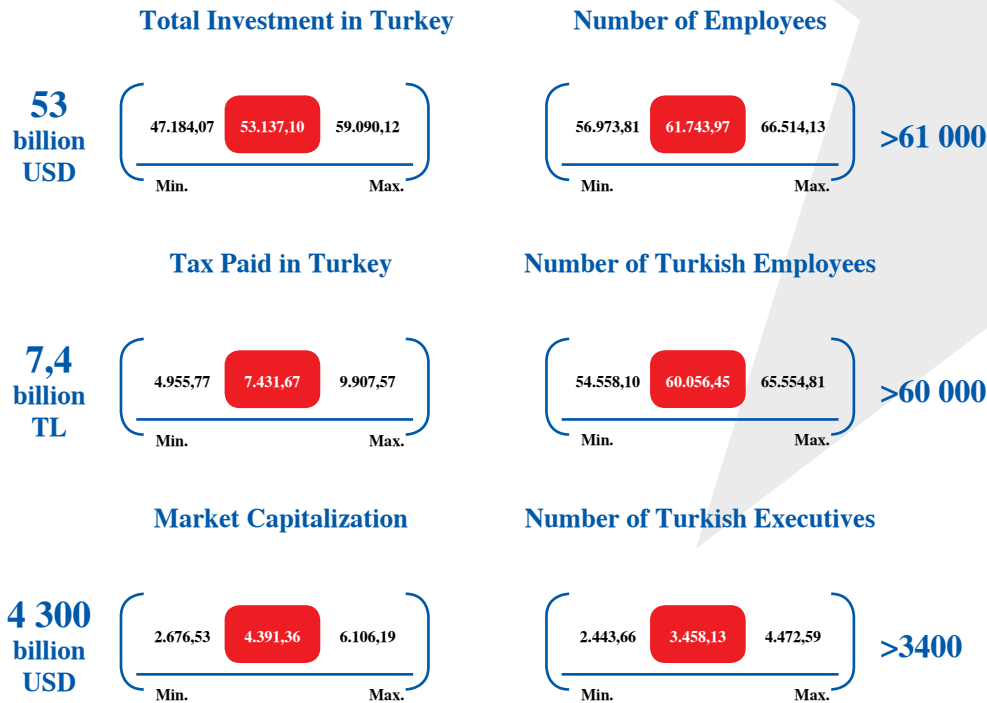 Total Investment in Turkey
53
billion
USD
47.184,07 53.137,10 59.090,12
Min. Max.
Number of Employees
56.973,81 61.743,97 66.514,13
Min. Max.
>61 000
Tax Paid in Turkey
7,4
billion
TL
4.955,77 7.431,67 9.907,57
Min. Max.
Number of Turkish Employees
54.558,10 60.056,45 65.554,81
Min. Max.
>60 000
Market Capitalization
4 300
billion
USD
2.676,53 4.391,36 6.106,19
Min. Max.
Number of Turkish Executives
2.443,66 3.458,13 4.472,59
Min. Max.
>3400